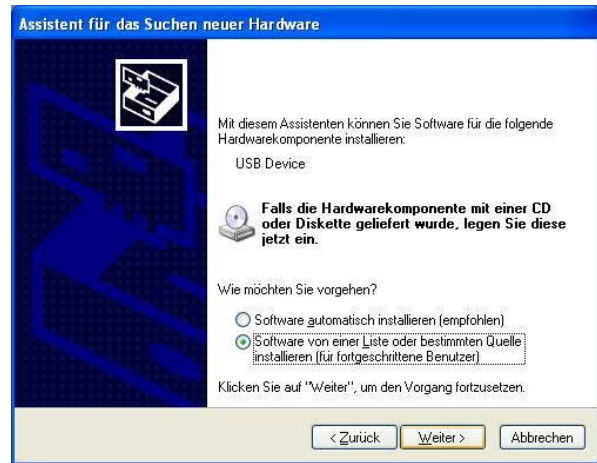 Assistent für das Suchen neuer Hardware
Mit diesem Assistenten können Sie Software für die folgende
Hardwarekomponente installieren:
USB Device
Falls die Hardwarekomponente mit einer CD
oder Diskette geliefert wurde, legen Sie diese
jetzt ein.
Wie möchten Sie vorgehen?
Software automatisch installieren (empfohlen)
Software von einer Liste oder bestimmten Quelle
installieren (für fortgeschrittene Benutzer)
Klicken Sie auf "Weiter", um den Vorgang fortzusetzen.
< Zurück Weiter > Abbrechen